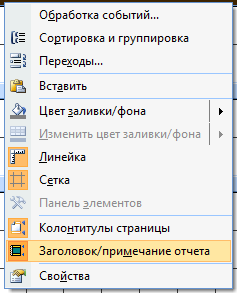 Обработка событий...
Сортировка и группировка
Переходы...
Вставить
Цвет заливки/фона
Изменить цвет заливки/фона
Линейка
Сетка
Панель элементов
Колонтитулы страницы
Заголовок/примечание отчета
Свойства